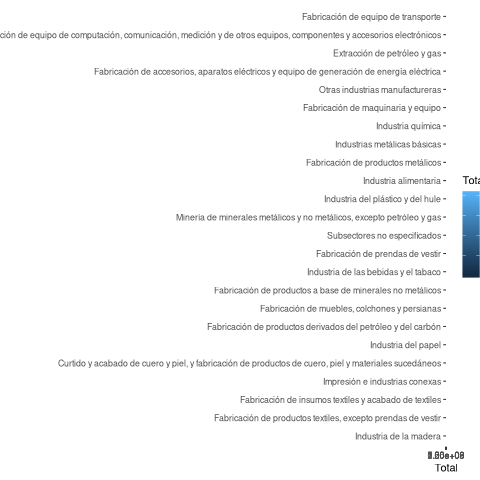 Fabricación de equipo de transporte
ción de equipo de computación, comunicación, medición y de otros equipos, componentes y accesorios electrónicos
Extracción de petróleo y gas
Fabricación de accesorios, aparatos eléctricos y equipo de generación de energía eléctrica
Otras industrias manufactureras
Fabricación de maquinaria y equipo
Industria química
Industrias metálicas básicas
Fabricación de productos metálicos
Industria alimentaria
Tota
Industria del plástico y del hule
Minería de minerales metálicos y no metálicos, excepto petróleo y gas
Subsectores no especificados
Fabricación de prendas de vestir
Industria de las bebidas y el tabaco
Fabricación de productos a base de minerales no metálicos
Fabricación de muebles, colchones y persianas
Fabricación de productos derivados del petróleo y del carbón
Industria del papel
Curtido y acabado de cuero y piel, y fabricación de productos de cuero, piel y materiales sucedáneos
Impresión e industrias conexas
Fabricación de insumos textiles y acabado de textiles
Fabricación de productos textiles, excepto prendas de vestir
Industria de la madera
Total